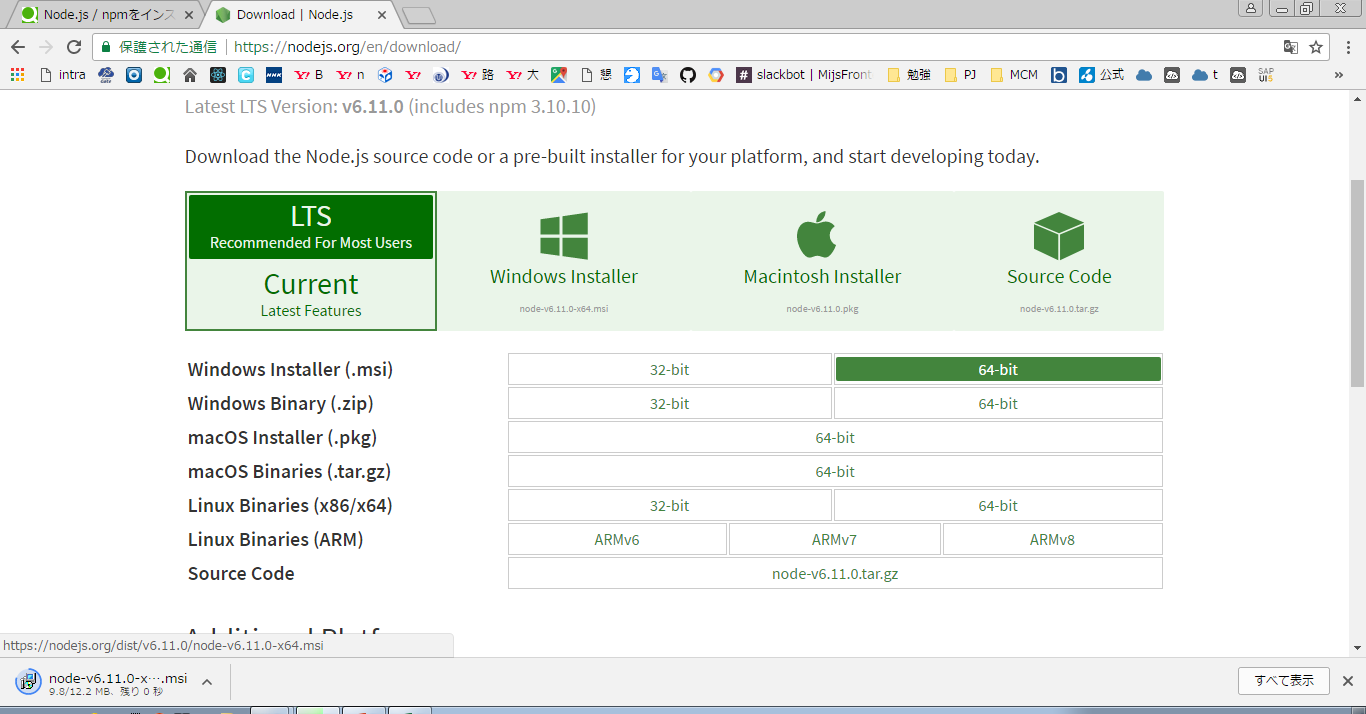 Node.js / npmをインス
Download | Node.js
保護された通信 https://nodejs.org/en/download/
intra NHK B n 路 大 懇 slackbot | MijsFront 勉強 PJ MCM 公式 t SAP UI5
Latest LTS Version: v6.11.0 (includes npm 3.10.10)
Download the Node.js source code or a pre-built installer for your platform, and start developing today.
LTS
Recommended For Most Users
Current
Latest Features
Windows Installer
node-v6.11.0-x64.msi
Macintosh Installer
node-v6.11.0.pkg
Source Code
node-v6.11.0.tar.gz
Windows Installer (.msi) 32-bit 64-bit
Windows Binary (.zip) 32-bit 64-bit
macOS Installer (.pkg) 64-bit
macOS Binaries (.tar.gz) 64-bit
Linux Binaries (x86/x64) 32-bit 64-bit
Linux Binaries (ARM) ARMv6 ARMv7 ARMv8
Source Code node-v6.11.0.tar.gz
https://nodejs.org/dist/v6.11.0/node-v6.11.0-x64.msi
node-v6.11.0-x….msi
9.8/12.2 MB、残り 0 秒
すべて表示